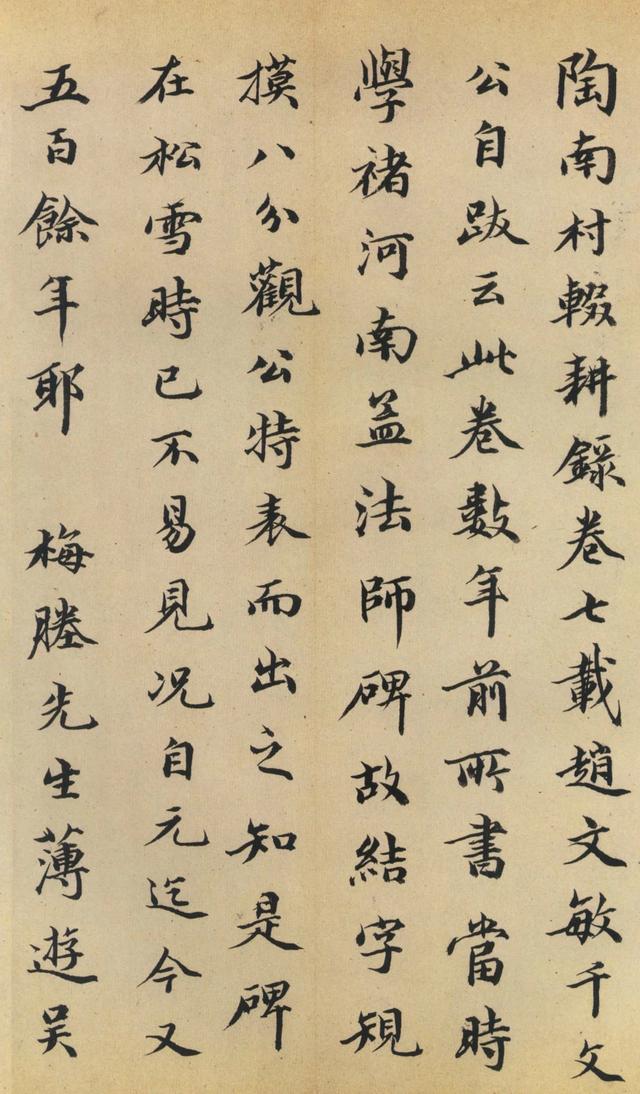 陶南村輟耕錄卷七載趙文敏千文
公自跋云此卷數年前所書當時
學褚河南孟法師碑故結字規
摸八分觀公特表而出之知是碑
在松雪時已不易見況自元迄今又
五百餘年耶 梅塍先生薄遊吴